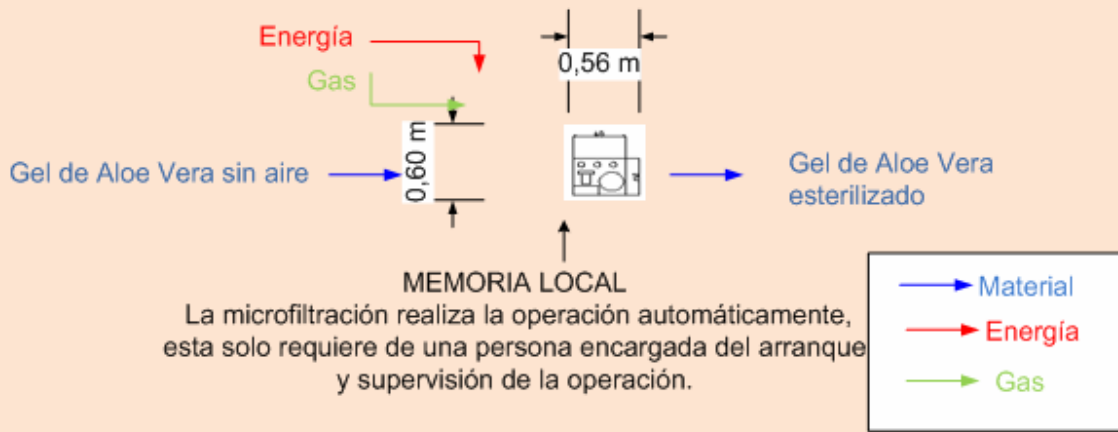 Energía
0,56 m
Gas
0,60 m
Gel de Aloe Vera sin aire
Gel de Aloe Vera
esterilizado
MEMORIA LOCAL
La microfiltración realiza la operación automáticamente,
esta solo requiere de una persona encargada del arranque
y supervisión de la operación.
Material
Energía
Gas